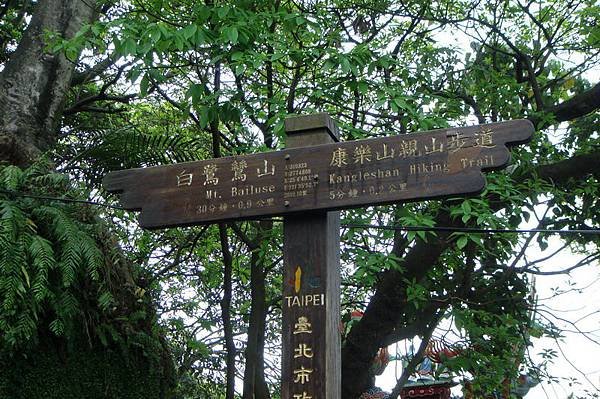 白鷺鷥山
Mt. Bailuse
30分鐘,0.9公里
康樂山親山步道
Kangleshan Hiking Trail
5分鐘,0.2公里
TAIPEI
臺北市政